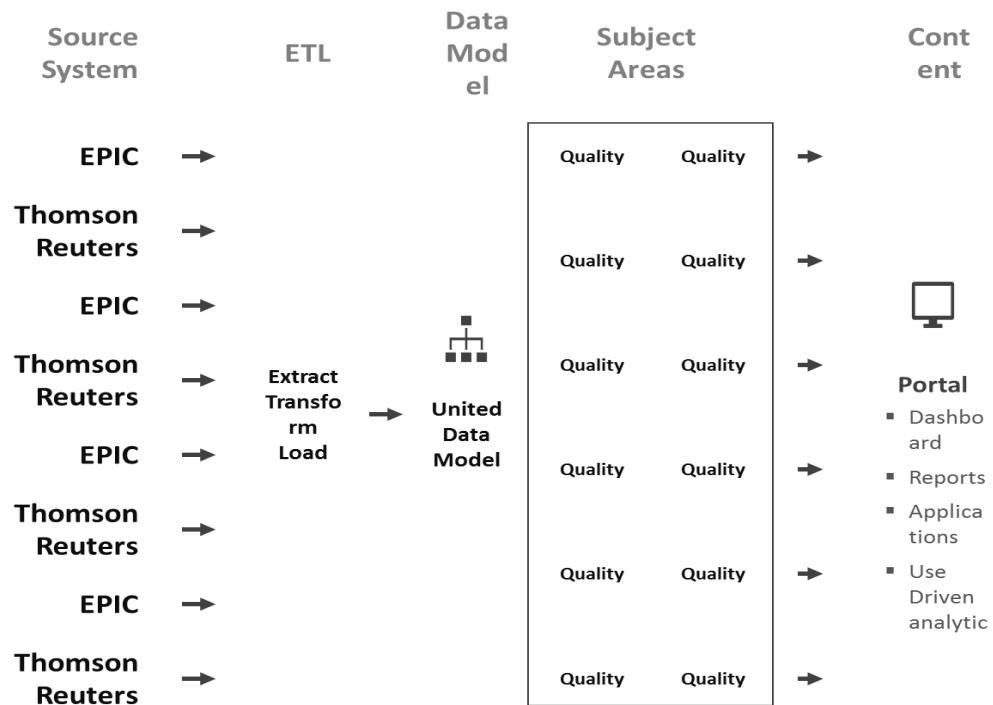 Source
System
ETL
Data
Mod
el
Subject
Areas
Cont
ent
EPIC
Thomson
Reuters
EPIC
Thomson
Reuters
EPIC
Thomson
Reuters
EPIC
Thomson
Reuters
Extract
Transfo
rm
Load
United
Data
Model
Quality Quality
Quality Quality
Quality Quality
Quality Quality
Quality Quality
Quality Quality
Portal
▪ Dashbo
ard
▪ Reports
▪ Applica
tions
▪ Use
Driven
analytic